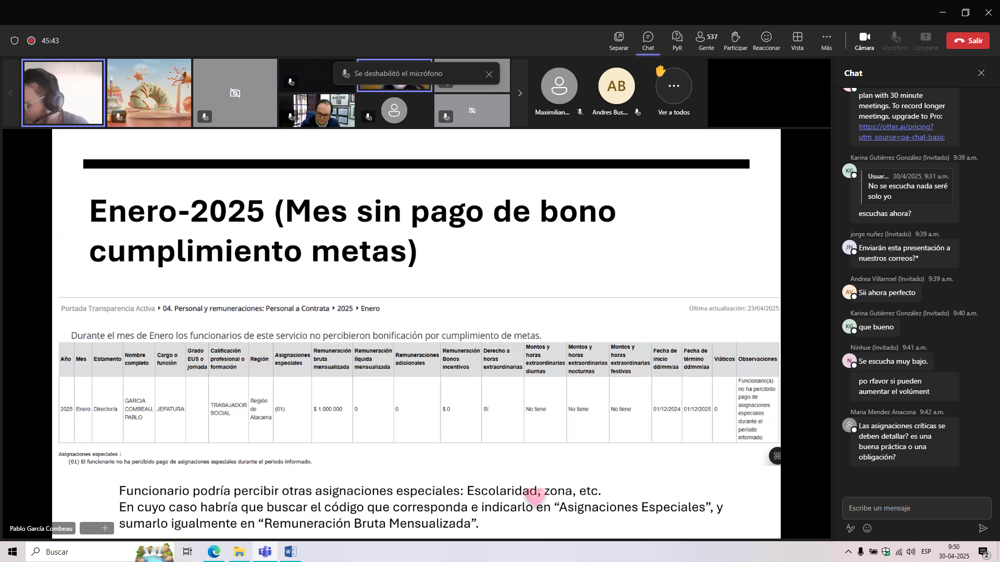 45:43
Separar
Chat
PyR
537
Gente
Participar
Reaccionar
Vista
Más
Cámara
Micrófono
Comparte
Salir
Se deshabilitó el micrófono
IS WATCHING
YOU
Maximilian...
AB
Andres Bus...
Ver a todos
Enero-2025 (Mes sin pago de bono
cumplimiento metas)
Portada Transparencia Activa 04. Personal y remuneraciones: Personal a Contrata 2025 Enero
Última actualización: 23/04/2025
Durante el mes de Enero los funcionarios de este servicio no percibieron bonificación por cumplimiento de metas.
Año
Mes
Estamento
Nombre
completo
Cargo o
función
Grado
EUS o
jornada
Calificación
profesional o
formación
Región
Asignaciones
especiales
Remuneración
bruta
mensualizada
Remuneración
líquida
mensualizada
Remuneraciones
adicionales
Remuneración
Bonos
incentivos
Derecho a
horas
extraordinarias
Montos y
horas
extraordinarias
diurnas
Montos y
horas
extraordinarias
nocturnas
Montos y
horas
extraordinarias
festivas
Fecha de
inicio
dd/mm/aa
Fecha de
término
dd/mm/aa
Viáticos
Observaciones
2025
Enero
Director/a
GARCIA
COMBEAU,
PABLO
JEFATURA
TRABAJADOR
SOCIAL
Región
de
Atacama
(01)
$ 1.000.000
0
0
$ 0
Sí
No tiene
No tiene
No tiene
01/12/2024
01/12/2025
0
Funcionario(a)
no ha percibido
pago de
asignaciones
especiales
durante el
período
informado
Asignaciones especiales :
(01) El funcionario no ha percibido pago de asignaciones especiales durante el periodo informado.
Funcionario podría percibir otras asignaciones especiales: Escolaridad, zona, etc.
En cuyo caso habría que buscar el código que corresponda e indicarlo en “Asignaciones Especiales”, y
sumarlo igualmente en “Remuneración Bruta Mensualizada”.
Pablo García Combeau
Chat
plan with 30 minute
meetings. To record longer
meetings, upgrade to Pro:
https://otter.ai/pricing?
utm_source=oa-chat-basic
Karina Gutiérrez González (Invitado) 9:39 a.m.
KG
Usuar... 30/4/2025, 9:31 a.m.
No se escucha nada seré
solo yo
escuchas ahora?
jorge nuñez (Invitado) 9:39 a.m.
JN
Enviarán esta presentación a
nuestros correos?*
Andrea Villarroel (Invitado) 9:39 a.m.
AV
Sii ahora perfecto
Karina Gutiérrez González (Invitado) 9:40 a.m.
KG
que bueno
Ninhue (Invitado) 9:41 a.m.
N
Se escucha muy bajo.
po rfavor si pueden
aumentar el volúment
Maria Mendez Anacona 9:42 a.m.
Las asignaciones críticas se
deben detallar? es una
buena práctica o una
obligación?
Escribe un mensaje
Buscar
ESP
9:50
30-04-2025
2